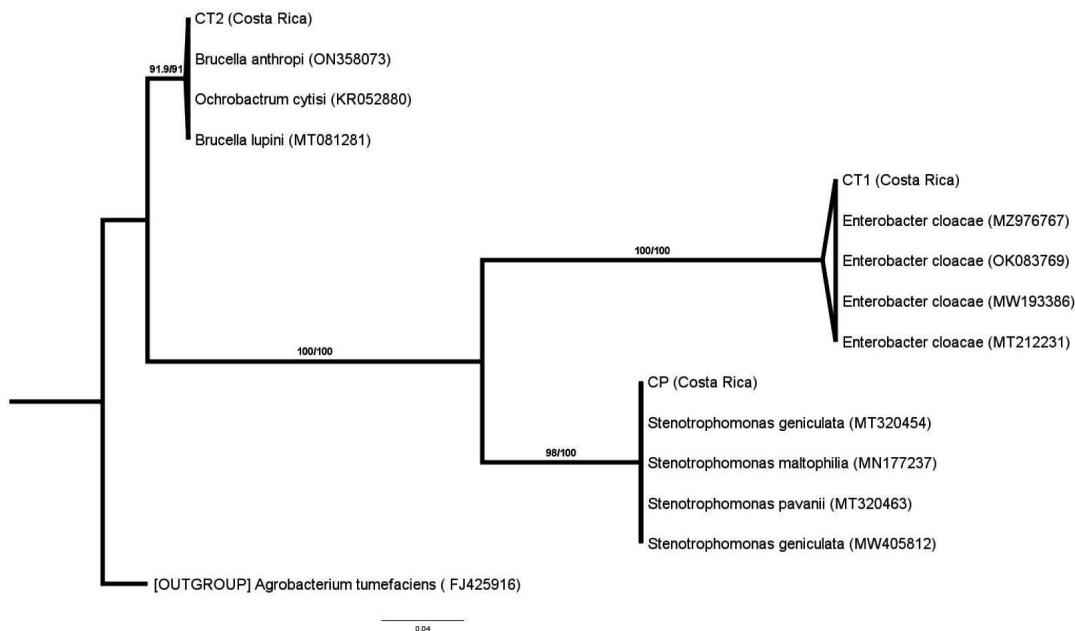 CT2 (Costa Rica)
91.9/91
Brucella anthropi (ON358073)
Ochrobactrum cytisi (KR052880)
Brucella lupini (MT081281)
CT1 (Costa Rica)
Enterobacter cloacae (MZ976767)
100/100
Enterobacter cloacae (OK083769)
Enterobacter cloacae (MW193386)
Enterobacter cloacae (MT212231)
100/100
CP (Costa Rica)
Stenotrophomonas geniculata (MT320454)
98/100
Stenotrophomonas maltophilia (MN177237)
Stenotrophomonas pavanii (MT320463)
Stenotrophomonas geniculata (MW405812)
[OUTGROUP] Agrobacterium tumefaciens ( FJ425916)
0.04